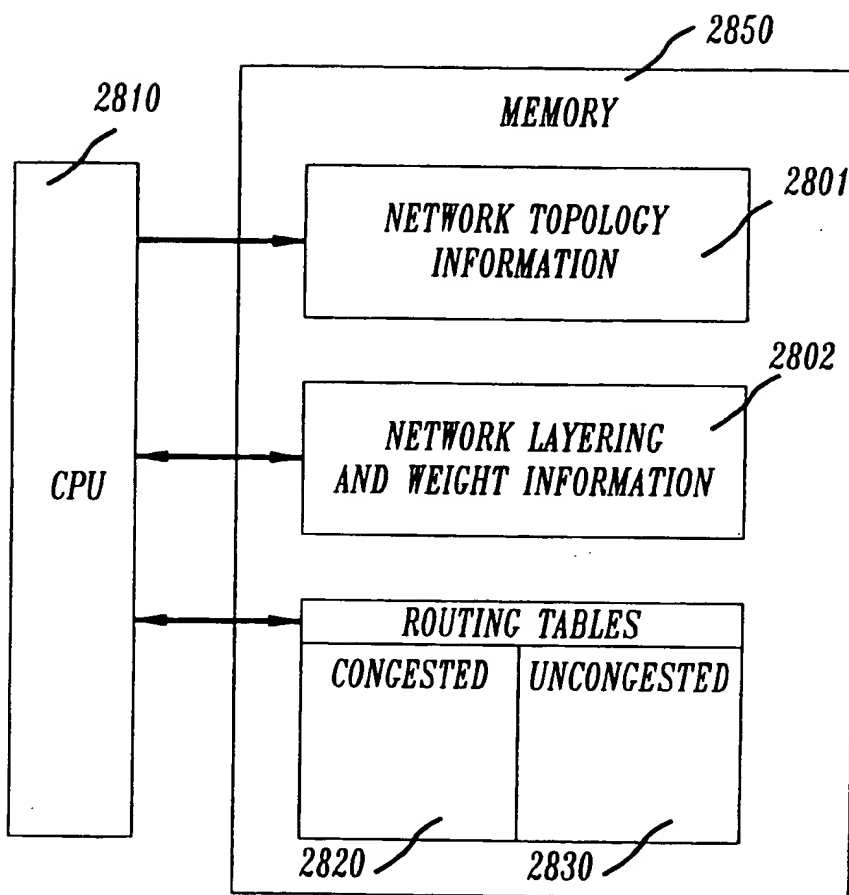 2850
2810
MEMORY
2801
NETWORK TOPOLOGY
INFORMATION
2802
NETWORK LAYERING
AND WEIGHT INFORMATION
CPU
ROUTING TABLES
CONGESTED
UNCONGESTED
2820
2830